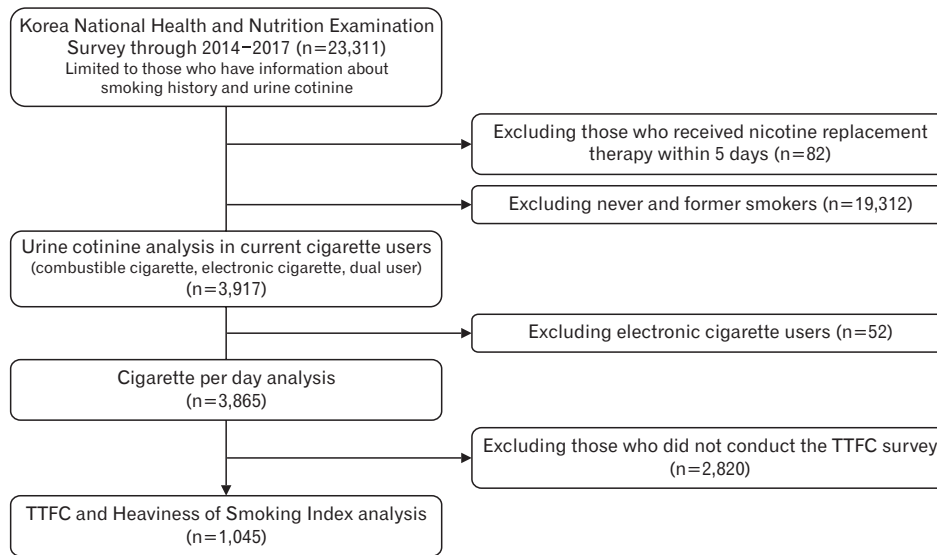 Korea National Health and Nutrition Examination
Survey through 2014–2017 (n=23,311)
Limited to those who have information about
smoking history and urine cotinine
Excluding those who received nicotine replacement
therapy within 5 days (n=82)
Excluding never and former smokers (n=19,312)
Urine cotinine analysis in current cigarette users
(combustible cigarette, electronic cigarette, dual user)
(n=3,917)
Excluding electronic cigarette users (n=52)
Cigarette per day analysis
(n=3,865)
Excluding those who did not conduct the TTFC survey
(n=2,820)
TTFC and Heaviness of Smoking Index analysis
(n=1,045)